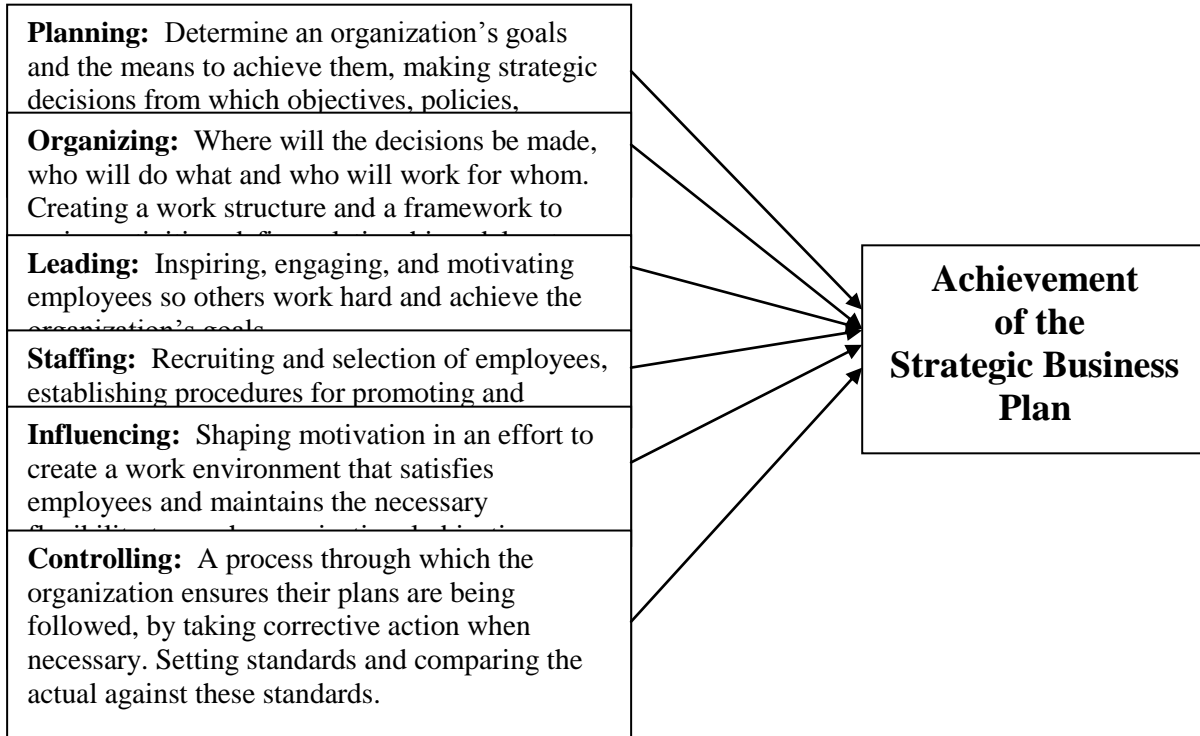 Planning: Determine an organization’s goals
and the means to achieve them, making strategic
decisions from which objectives, policies,
Organizing: Where will the decisions be made,
who will do what and who will work for whom.
Creating a work structure and a framework to
Leading: Inspiring, engaging, and motivating
employees so others work hard and achieve the
organization’s goals
Staffing: Recruiting and selection of employees,
establishing procedures for promoting and
Influencing: Shaping motivation in an effort to
create a work environment that satisfies
employees and maintains the necessary
Controlling: A process through which the
organization ensures their plans are being
followed, by taking corrective action when
necessary. Setting standards and comparing the
actual against these standards.
Achievement
of the
Strategic Business
Plan